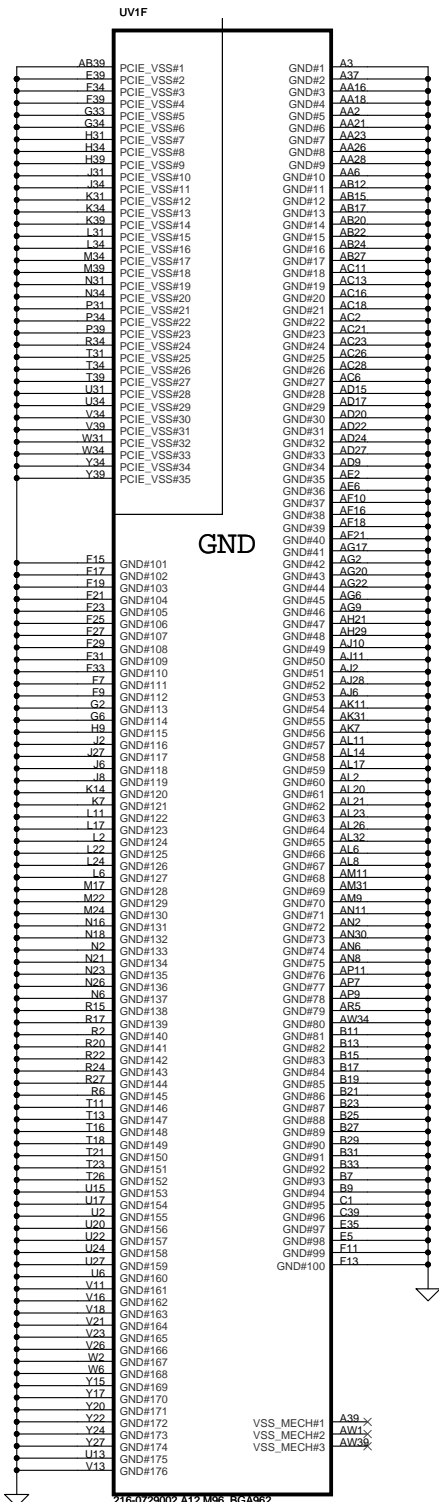 UV1F
AB39 PCIE_VSS#1
E39 PCIE_VSS#2
F34 PCIE_VSS#3
F39 PCIE_VSS#4
G33 PCIE_VSS#5
G34 PCIE_VSS#6
H31 PCIE_VSS#7
H34 PCIE_VSS#8
H39 PCIE_VSS#9
J31 PCIE_VSS#10
J34 PCIE_VSS#11
K31 PCIE_VSS#12
K34 PCIE_VSS#13
K39 PCIE_VSS#14
L31 PCIE_VSS#15
L34 PCIE_VSS#16
M34 PCIE_VSS#17
M39 PCIE_VSS#18
N31 PCIE_VSS#19
N34 PCIE_VSS#20
P31 PCIE_VSS#21
P34 PCIE_VSS#22
P39 PCIE_VSS#23
R34 PCIE_VSS#24
T31 PCIE_VSS#25
T34 PCIE_VSS#26
T39 PCIE_VSS#27
U31 PCIE_VSS#28
U34 PCIE_VSS#29
V34 PCIE_VSS#30
V39 PCIE_VSS#31
W31 PCIE_VSS#32
W34 PCIE_VSS#33
Y34 PCIE_VSS#34
Y39 PCIE_VSS#35
GND
F15 GND#101
F17 GND#102
F19 GND#103
F21 GND#104
F23 GND#105
F25 GND#106
F27 GND#107
F29 GND#108
F31 GND#109
F33 GND#110
F7 GND#111
F9 GND#112
G2 GND#113
G6 GND#114
H9 GND#115
J2 GND#116
J27 GND#117
J6 GND#118
J8 GND#119
K14 GND#120
K7 GND#121
L11 GND#122
L17 GND#123
L2 GND#124
L22 GND#125
L24 GND#126
L6 GND#127
M17 GND#128
M22 GND#129
M24 GND#130
N16 GND#131
N18 GND#132
N2 GND#133
N21 GND#134
N23 GND#135
N26 GND#136
N6 GND#137
R15 GND#138
R17 GND#139
R2 GND#140
R20 GND#141
R22 GND#142
R24 GND#143
R27 GND#144
R6 GND#145
T11 GND#146
T13 GND#147
T16 GND#148
T18 GND#149
T21 GND#150
T23 GND#151
T26 GND#152
U15 GND#153
U17 GND#154
U2 GND#155
U20 GND#156
U22 GND#157
U24 GND#158
U27 GND#159
U6 GND#160
V11 GND#161
V16 GND#162
V18 GND#163
V21 GND#164
V23 GND#165
V26 GND#166
W2 GND#167
W6 GND#168
Y15 GND#169
Y17 GND#170
Y20 GND#171
Y22 GND#172
Y24 GND#173
Y27 GND#174
U13 GND#175
V13 GND#176
GND#1 A3
GND#2 A37
GND#3 AA16
GND#4 AA18
GND#5 AA2
GND#6 AA21
GND#7 AA23
GND#8 AA26
GND#9 AA28
GND#10 AA6
GND#11 AB12
GND#12 AB15
GND#13 AB17
GND#14 AB20
GND#15 AB22
GND#16 AB24
GND#17 AB27
GND#18 AC11
GND#19 AC13
GND#20 AC16
GND#21 AC18
GND#22 AC2
GND#23 AC21
GND#24 AC23
GND#25 AC26
GND#26 AC28
GND#27 AC6
GND#28 AD15
GND#29 AD17
GND#30 AD20
GND#31 AD22
GND#32 AD24
GND#33 AD27
GND#34 AD9
GND#35 AE2
GND#36 AE6
GND#37 AF10
GND#38 AF16
GND#39 AF18
GND#40 AF21
GND#41 AG17
GND#42 AG2
GND#43 AG20
GND#44 AG22
GND#45 AG6
GND#46 AG9
GND#47 AH21
GND#48 AH29
GND#49 AJ10
GND#50 AJ11
GND#51 AJ2
GND#52 AJ28
GND#53 AJ6
GND#54 AK11
GND#55 AK31
GND#56 AK7
GND#57 AL11
GND#58 AL14
GND#59 AL17
GND#60 AL2
GND#61 AL20
GND#62 AL21
GND#63 AL23
GND#64 AL26
GND#65 AL32
GND#66 AL6
GND#67 AL8
GND#68 AM11
GND#69 AM31
GND#70 AM9
GND#71 AN11
GND#72 AN2
GND#73 AN30
GND#74 AN6
GND#75 AN8
GND#76 AP11
GND#77 AP7
GND#78 AP9
GND#79 AR5
GND#80 AW34
GND#81 B11
GND#82 B13
GND#83 B15
GND#84 B17
GND#85 B19
GND#86 B21
GND#87 B23
GND#88 B25
GND#89 B27
GND#90 B29
GND#91 B31
GND#92 B33
GND#93 B7
GND#94 B9
GND#95 C1
GND#96 C39
GND#97 E35
GND#98 E5
GND#99 F11
GND#100 F13
VSS_MECH#1 A39
VSS_MECH#2 AW1
VSS_MECH#3 AW39
216-0729002 A12 M96_BGA962